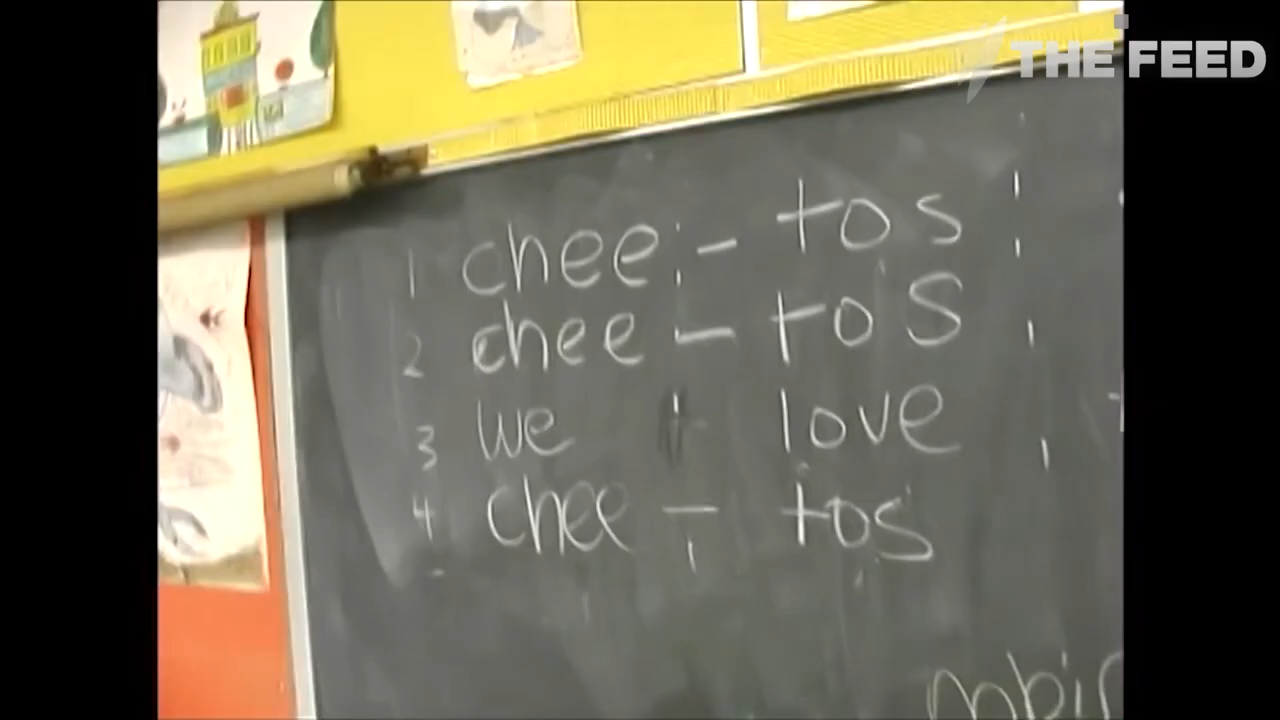 THE FEED
1 chee - tos
2 chee - tos
3 we love
4 chee - tos